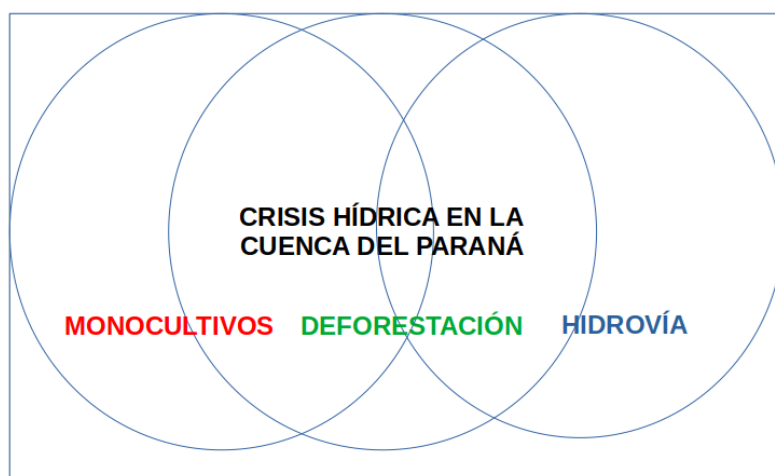 CRISIS HÍDRICA EN LA
CUENCA DEL PARANÁ
MONOCULTIVOS DEFORESTACIÓN HIDROVÍA